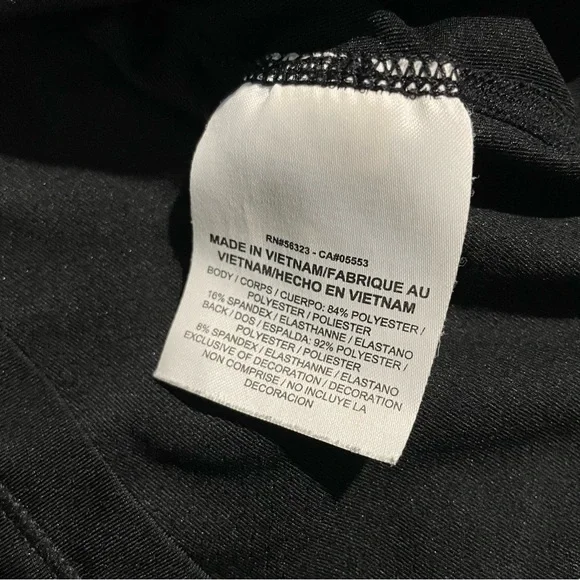 RN#56323 - CA#05553
MADE IN VIETNAM/FABRIQUE AU
VIETNAM/HECHO EN VIETNAM
BODY / CORPS / CUERPO: 84% POLYESTER /
POLYESTER / POLIESTER
16% SPANDEX / ELASTHANNE / ELASTANO
BACK / DOS / ESPALDA: 92% POLYESTER /
POLYESTER / POLIESTER
8% SPANDEX / ELASTHANNE / ELASTANO
EXCLUSIVE OF DECORATION / DECORATION
NON COMPRISE / NO INCLUYE LA
DECORACION